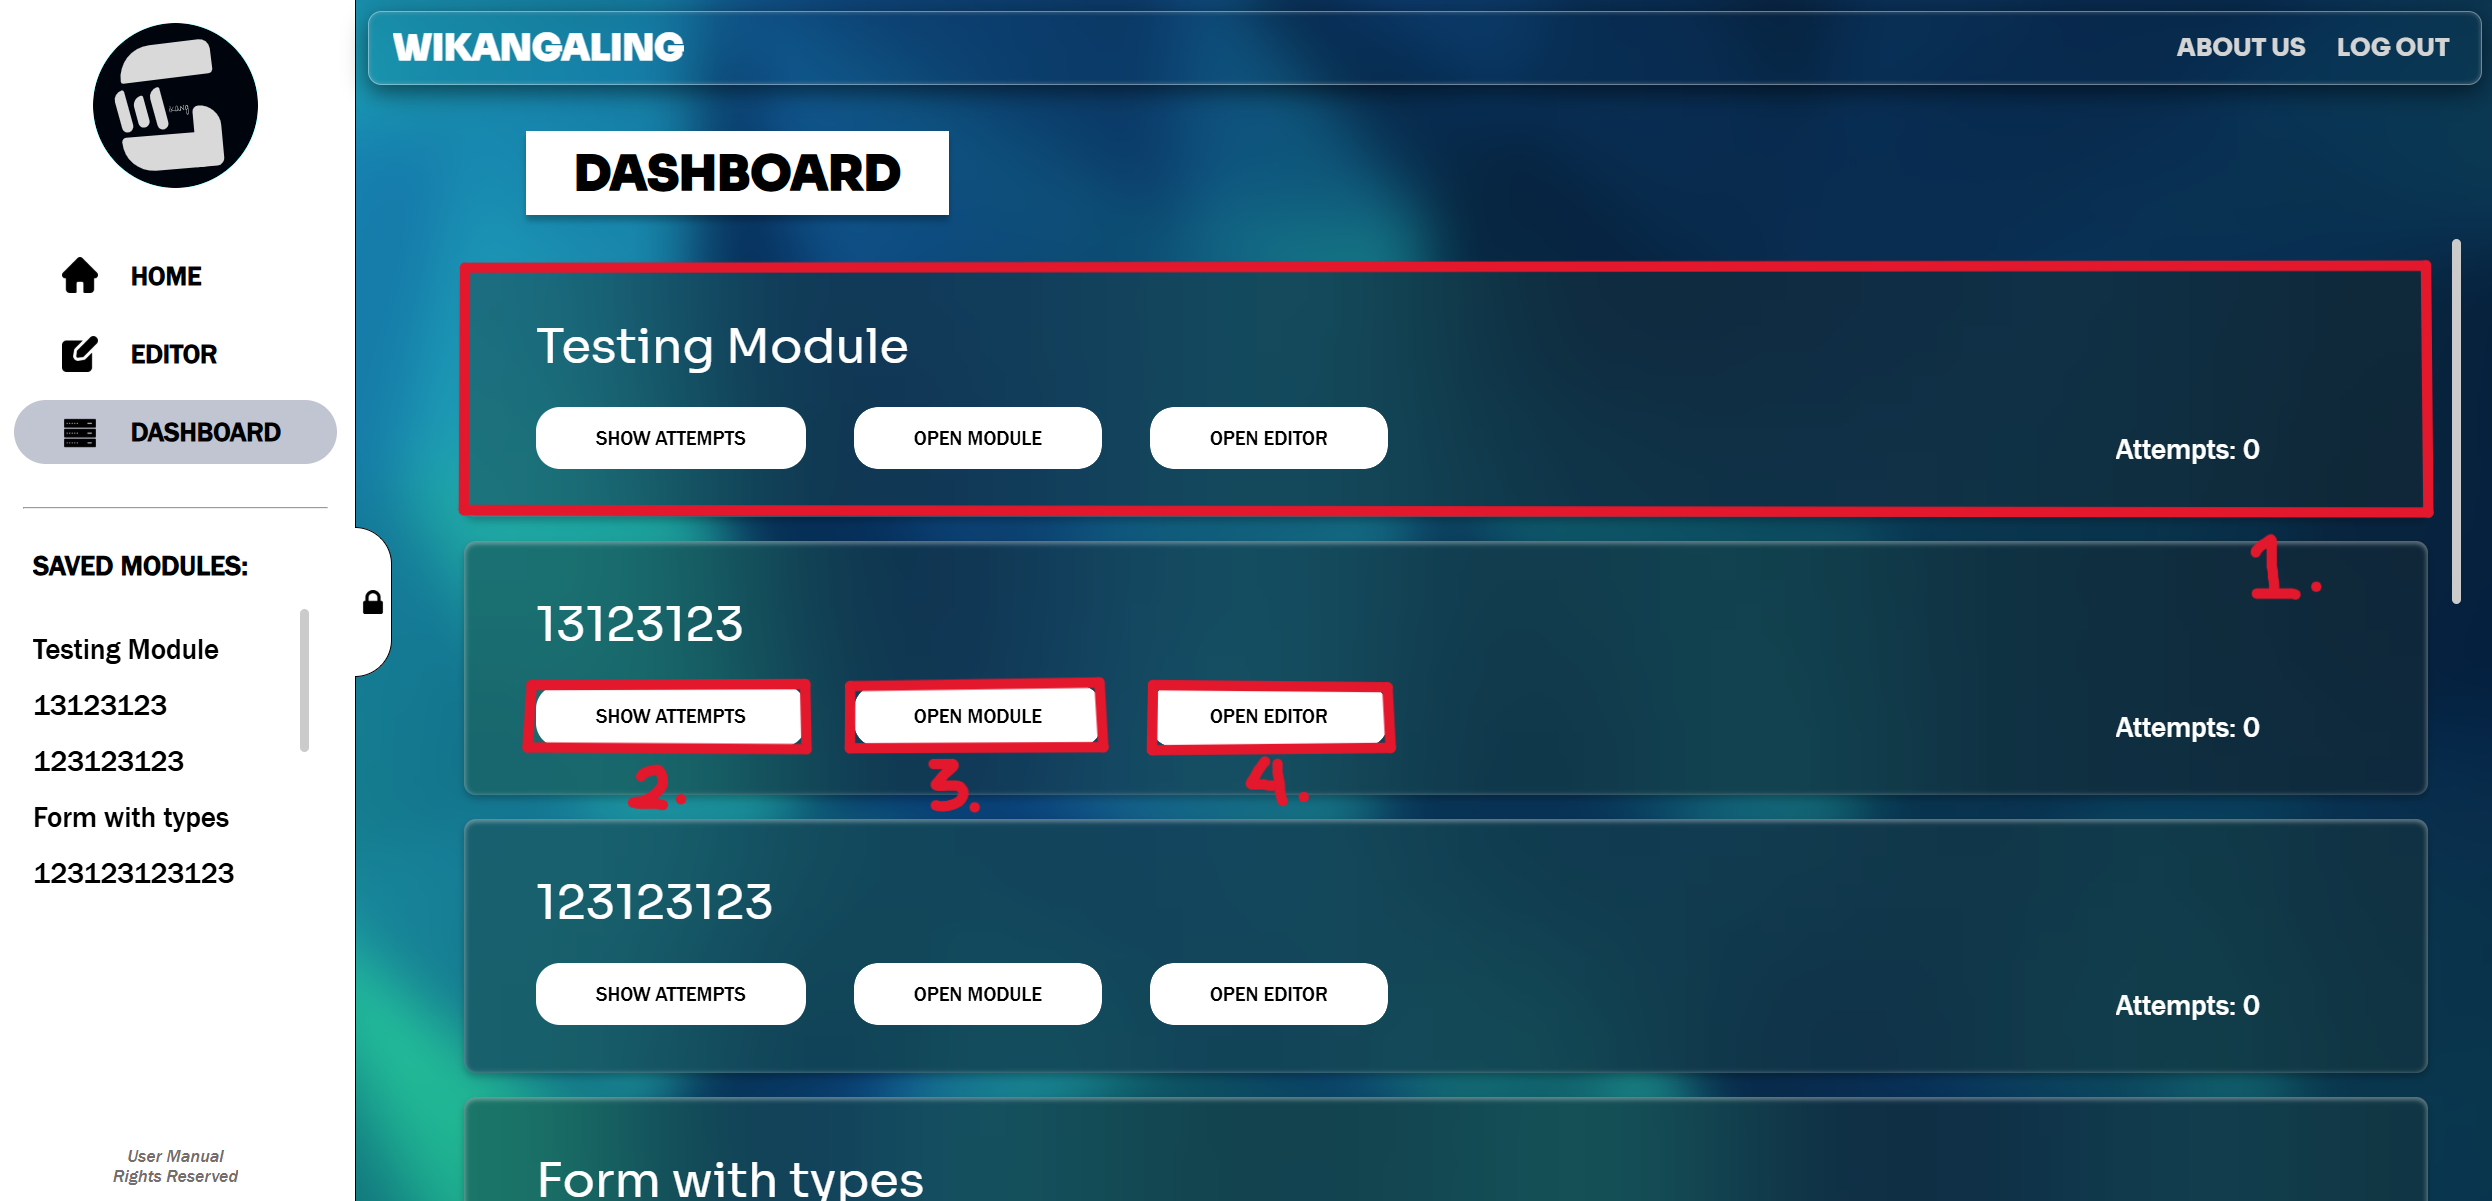 ikang
HOME
EDITOR
DASHBOARD
SAVED MODULES:
Testing Module
13123123
123123123
Form with types
123123123123
User Manual
Rights Reserved
WIKANGALING
ABOUT US
LOG OUT
DASHBOARD
Testing Module
SHOW ATTEMPTS
OPEN MODULE
OPEN EDITOR
Attempts: 0
1.
13123123
SHOW ATTEMPTS
OPEN MODULE
OPEN EDITOR
Attempts: 0
2.
3.
4.
123123123
SHOW ATTEMPTS
OPEN MODULE
OPEN EDITOR
Attempts: 0
Form with types